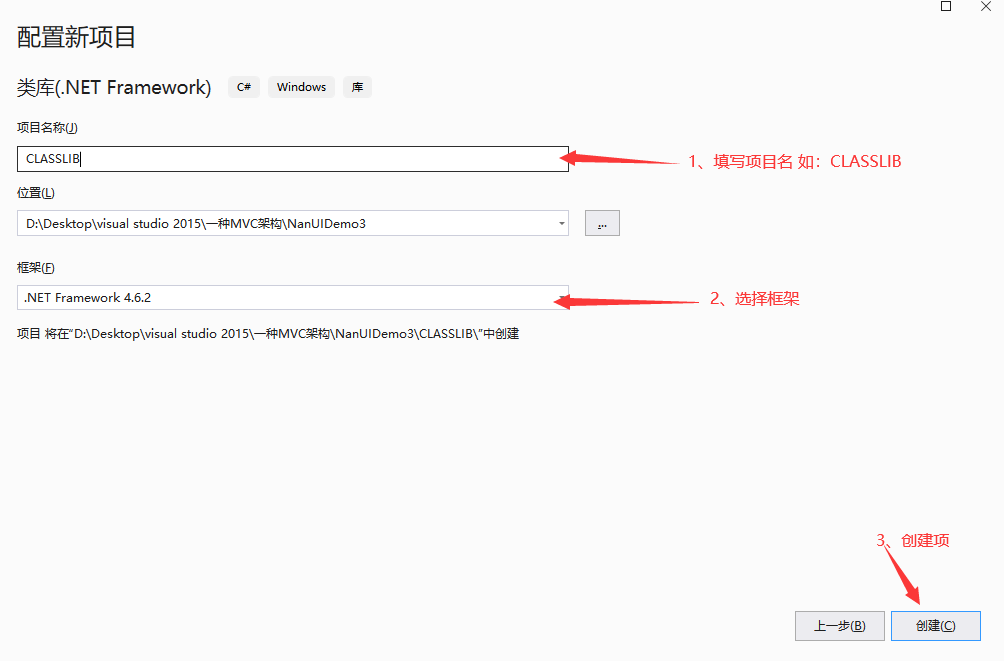 配置新项目
类库(.NET Framework) C# Windows 库
项目名称(J)
CLASSLIB
1、填写项目名 如：CLASSLIB
位置(L)
D:\Desktop\visual studio 2015\一种MVC架构\NanUIDemo3 ...
框架(F)
.NET Framework 4.6.2
2、选择框架
项目 将在"D:\Desktop\visual studio 2015\一种MVC架构\NanUIDemo3\CLASSLIB\"中创建
3、创建项
上一步(B) 创建(C)